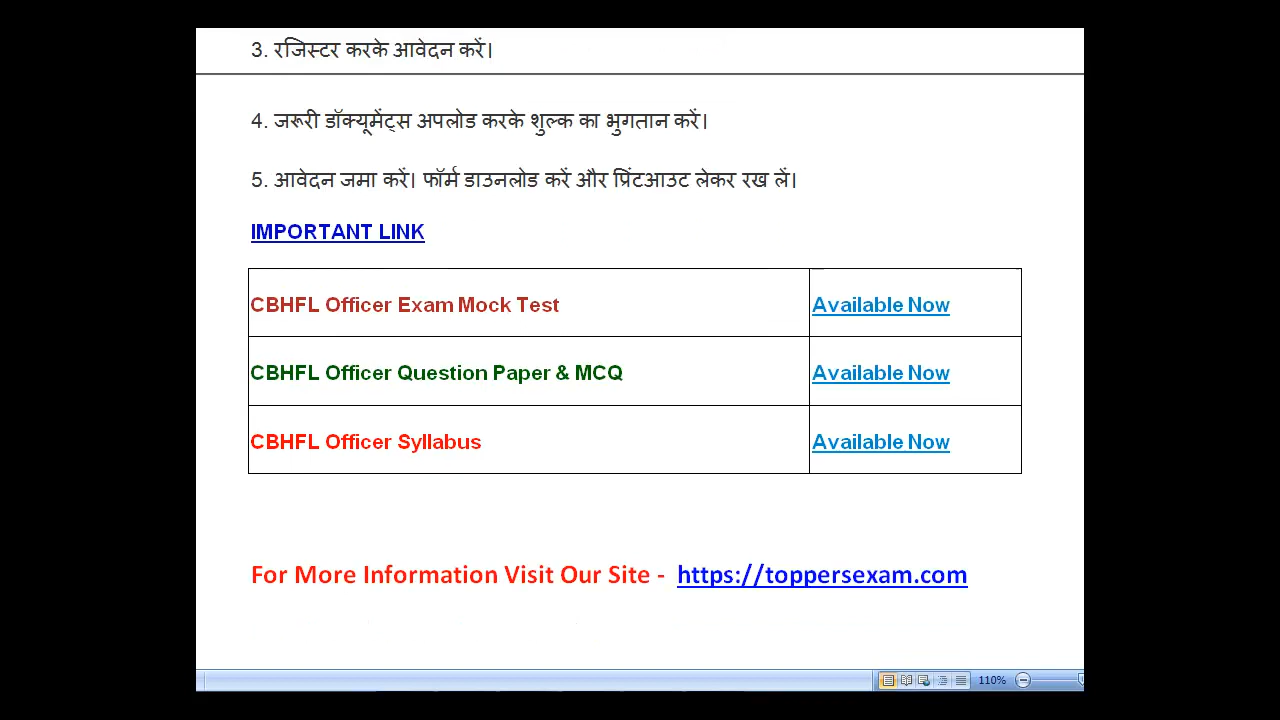 3. रजिस्टर करके आवेदन करें।
4. जरूरी डॉक्यूमेंट्स अपलोड करके शुल्क का भुगतान करें।
5. आवेदन जमा करें। फॉर्म डाउनलोड करें और प्रिंटआउट लेकर रख लें।
IMPORTANT LINK
CBHFL Officer Exam Mock Test Available Now
CBHFL Officer Question Paper & MCQ Available Now
CBHFL Officer Syllabus Available Now
For More Information Visit Our Site - https://toppersexam.com
110%